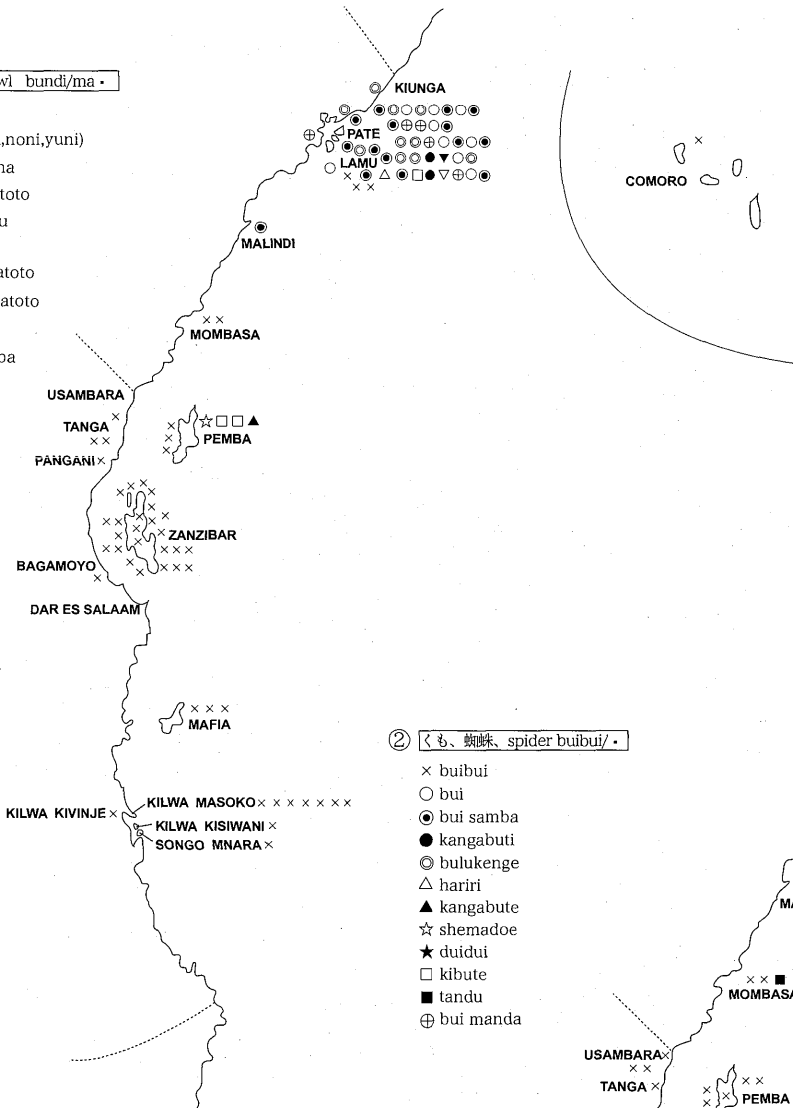 wl bundi/ma・
,noni,yuni)
na
toto
u
atoto
atoto
ba
KIUNGA
PATE
LAMU
COMORO
MALINDI
MOMBASA
USAMBARA
TANGA
PEMBA
PANGANI
ZANZIBAR
BAGAMOYO
DAR ES SALAAM
MAFIA
KILWA MASOKO
KILWA KIVINJE
KILWA KISIWANI
SONGO MNARA
② くも、蜘蛛、spider buibui/・
× buibui
○ bui
◉ bui samba
● kangabuti
◎ bulukenge
△ hariri
▲ kangabute
☆ shemadoe
★ duidui
□ kibute
■ tandu
⊕ bui manda
MA
MOMBASA
USAMBARA
TANGA
PEMBA